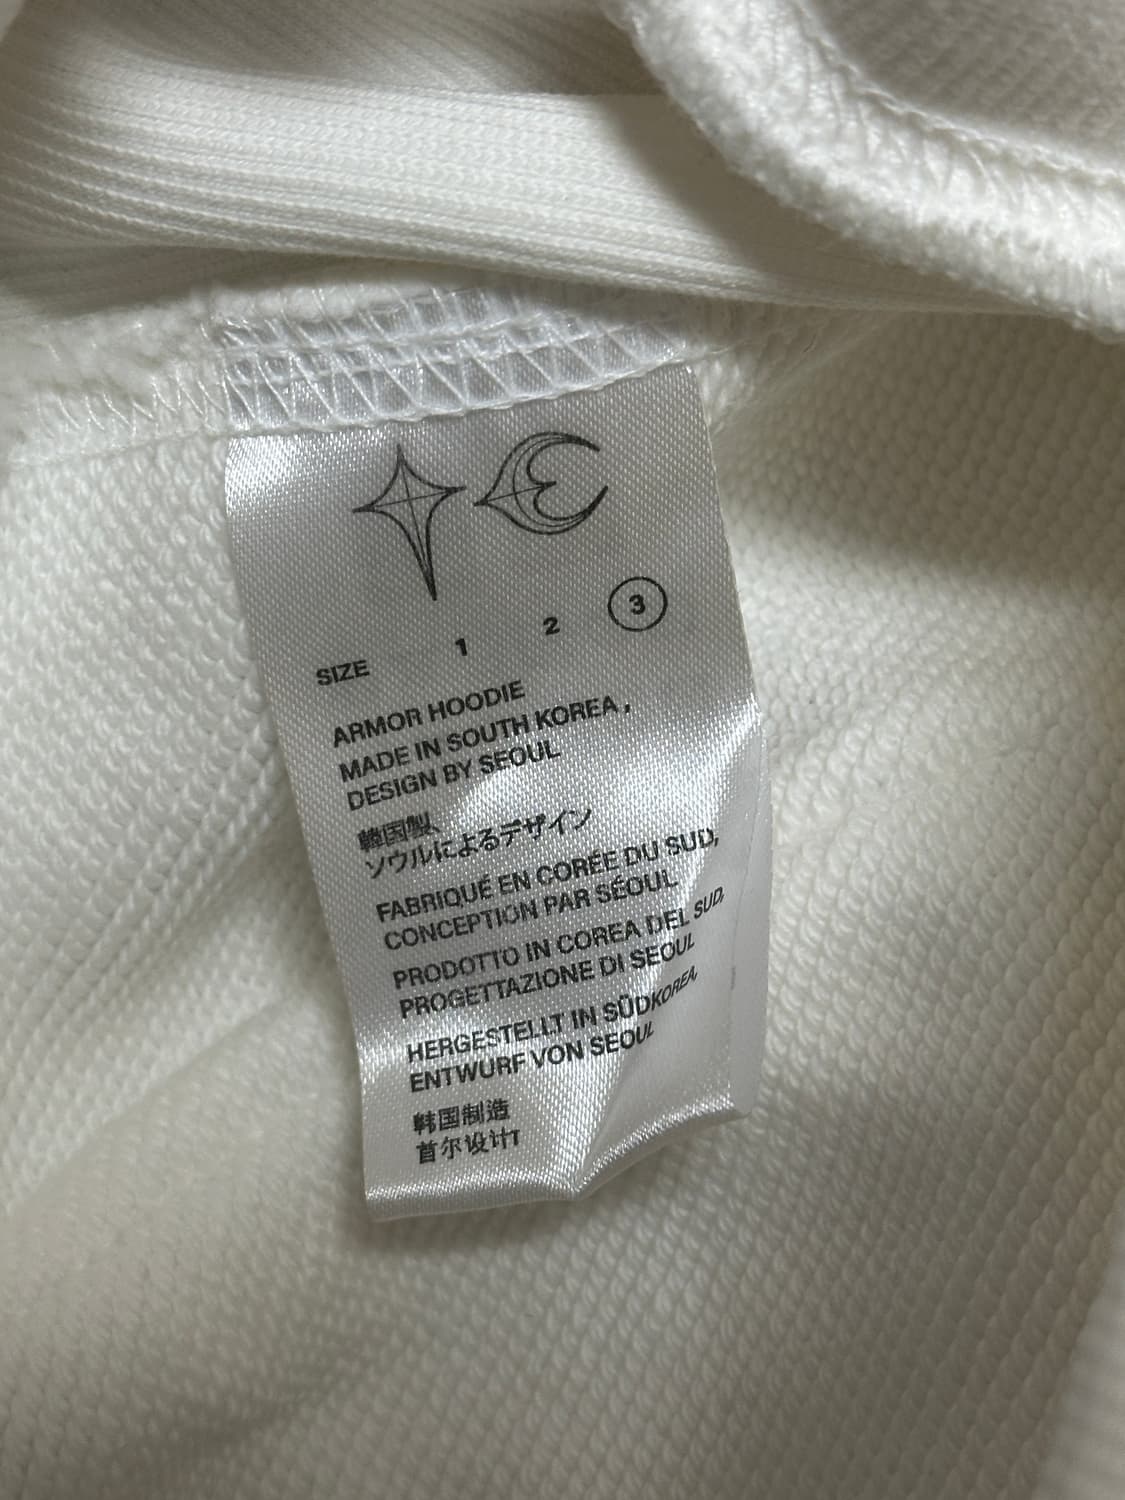 SIZE 1 2 3
ARMOR HOODIE
MADE IN SOUTH KOREA,
DESIGN BY SEOUL
韓国製、
ソウルによるデザイン
FABRIQUÉ EN CORÉE DU SUD,
CONCEPTION PAR SÉOUL
PRODOTTO IN COREA DEL SUD,
PROGETTAZIONE DI SEOUL
HERGESTELLT IN SÜDKOREA,
ENTWURF VON SEOUL
韩国制造
首尔设计T